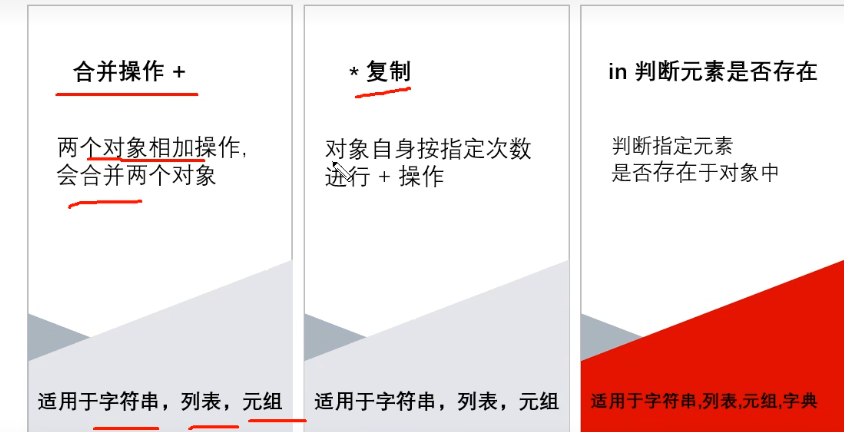 合并操作 +
两个对象相加操作,
会合并两个对象
适用于字符串，列表，元组
* 复制
对象自身按指定次数
进行 + 操作
适用于字符串，列表，元组
in 判断元素是否存在
判断指定元素
是否存在于对象中
适用于字符串,列表,元组,字典